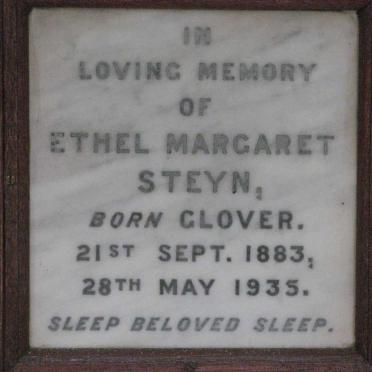 IN
LOVING MEMORY
OF
ETHEL MARGARET
STEYN,
BORN GLOVER.
21ST SEPT. 1883,
28TH MAY 1935.
SLEEP BELOVED SLEEP.